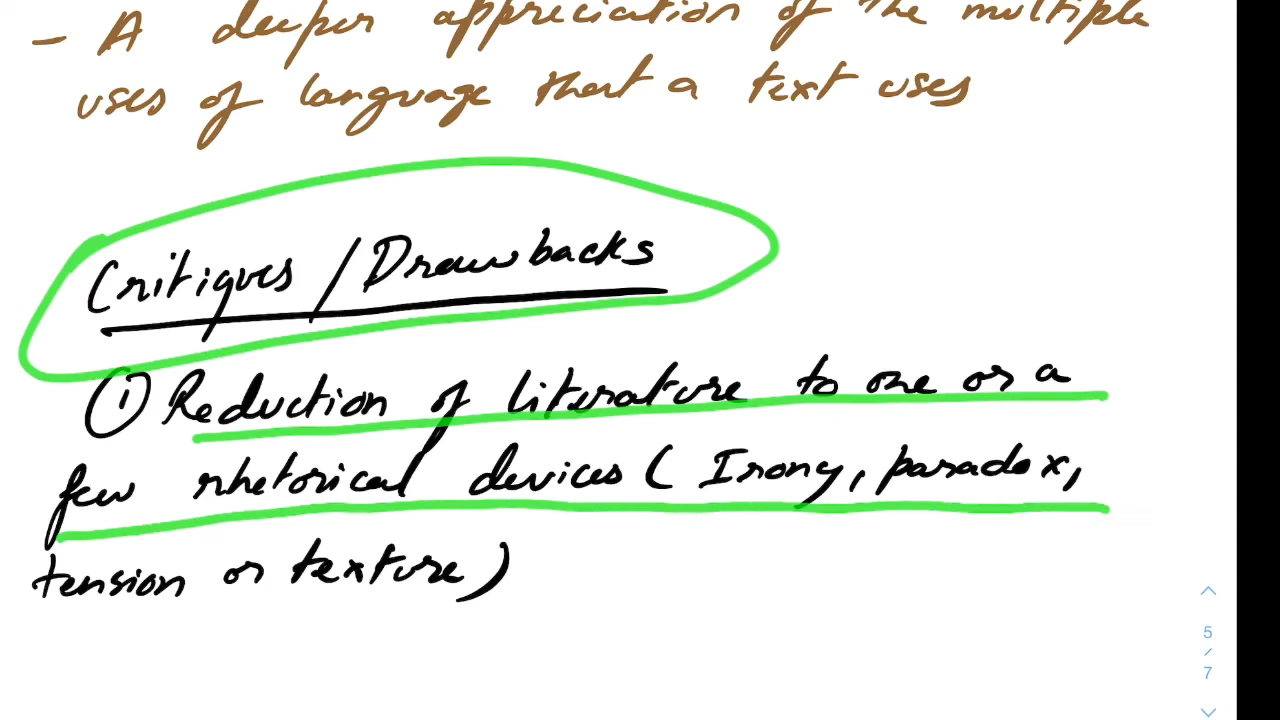 - A deeper appreciation of the multiple
uses of language that a text uses
Critiques / Drawbacks
① Reduction of literature to one or a
few rhetorical devices ( Irony, paradox,
tension or texture)
5
/
7